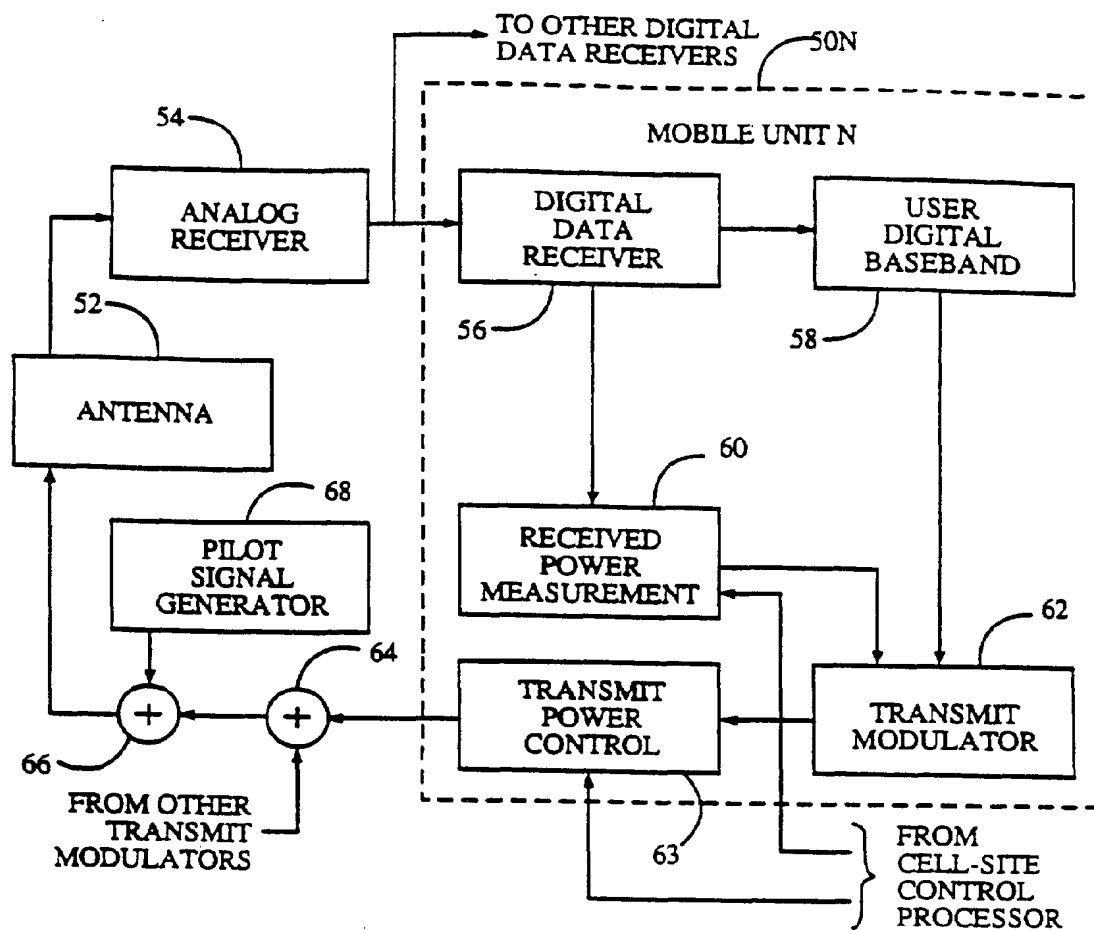 TO OTHER DIGITAL
DATA RECEIVERS
50N
MOBILE UNIT N
54
ANALOG
RECEIVER
DIGITAL
DATA
RECEIVER
USER
DIGITAL
BASEBAND
52
56
58
ANTENNA
60
68
PILOT
SIGNAL
GENERATOR
RECEIVED
POWER
MEASUREMENT
62
64
+
+
TRANSMIT
POWER
CONTROL
TRANSMIT
MODULATOR
66
FROM OTHER
TRANSMIT
MODULATORS
63
FROM
CELL-SITE
CONTROL
PROCESSOR